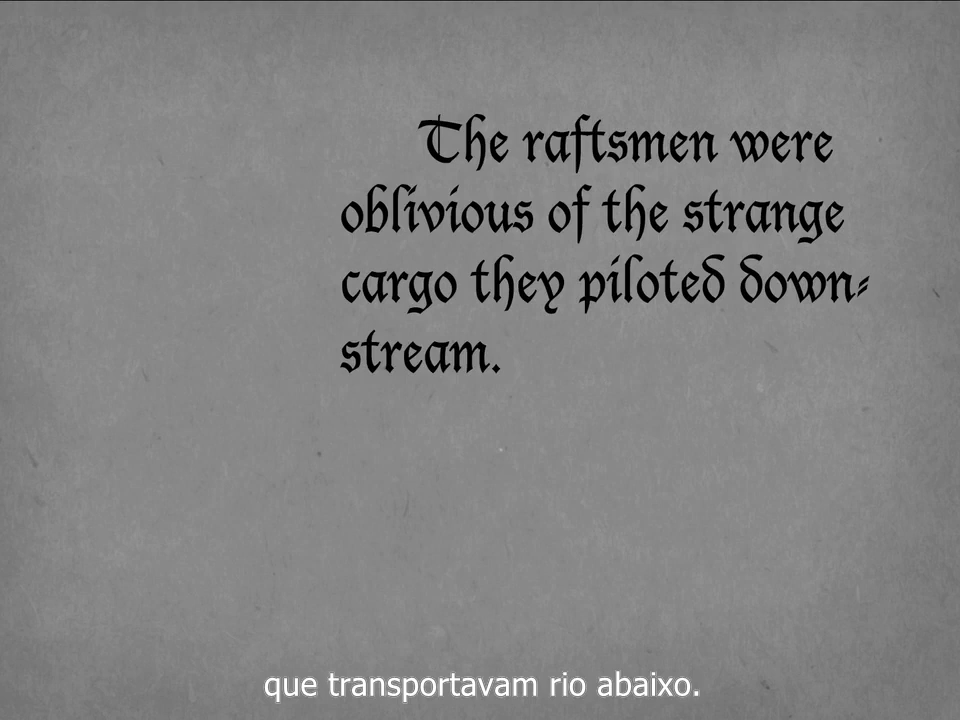 The raftsmen were
oblivious of the strange
cargo they piloted down-
stream.
que transportavam rio abaixo.